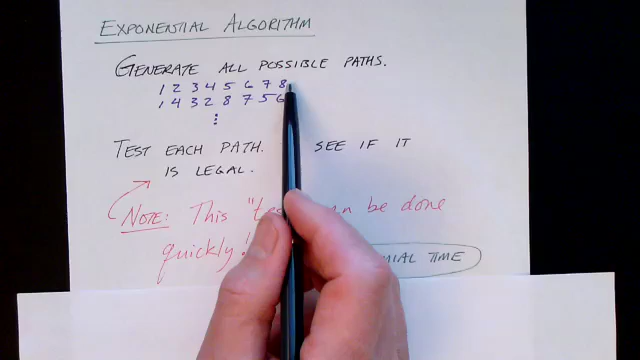 EXPONENTIAL ALGORITHM
GENERATE ALL POSSIBLE PATHS.
1 2 3 4 5 6 7 8
1 4 3 2 8 7 5 6
⋮
TEST EACH PATH. SEE IF IT
IS LEGAL.
NOTE: This can be done
quickly!
TIME